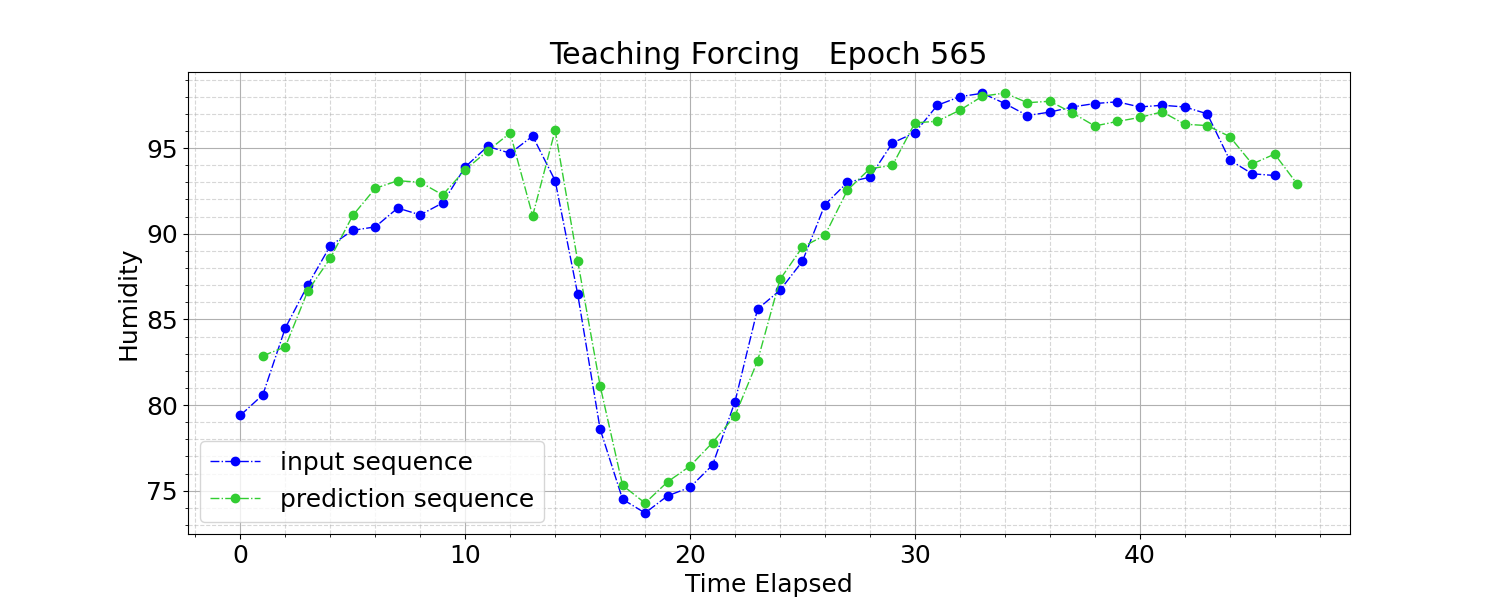 Teaching Forcing   Epoch 565
Humidity
95
90
85
80
75
input sequence
prediction sequence
0 10 20 30 40
Time Elapsed